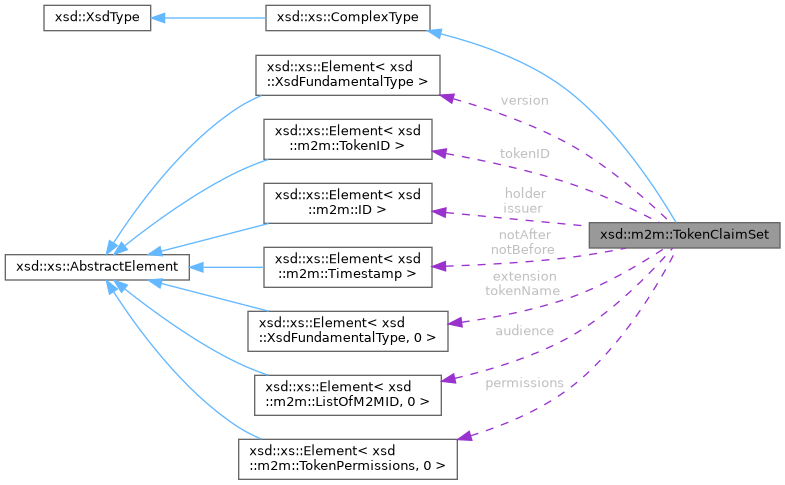 xsd::XsdType
xsd::xs::ComplexType
xsd::xs::Element< xsd
::XsdFundamentalType >
version
xsd::xs::Element< xsd
::m2m::TokenID >
tokenID
xsd::xs::Element< xsd
::m2m::ID >
holder
issuer
xsd::m2m::TokenClaimSet
xsd::xs::AbstractElement
xsd::xs::Element< xsd
::m2m::Timestamp >
notAfter
notBefore
extension
tokenName
xsd::xs::Element< xsd
::XsdFundamentalType, 0 >
audience
xsd::xs::Element< xsd
::m2m::ListOfM2MID, 0 >
permissions
xsd::xs::Element< xsd
::m2m::TokenPermissions, 0 >